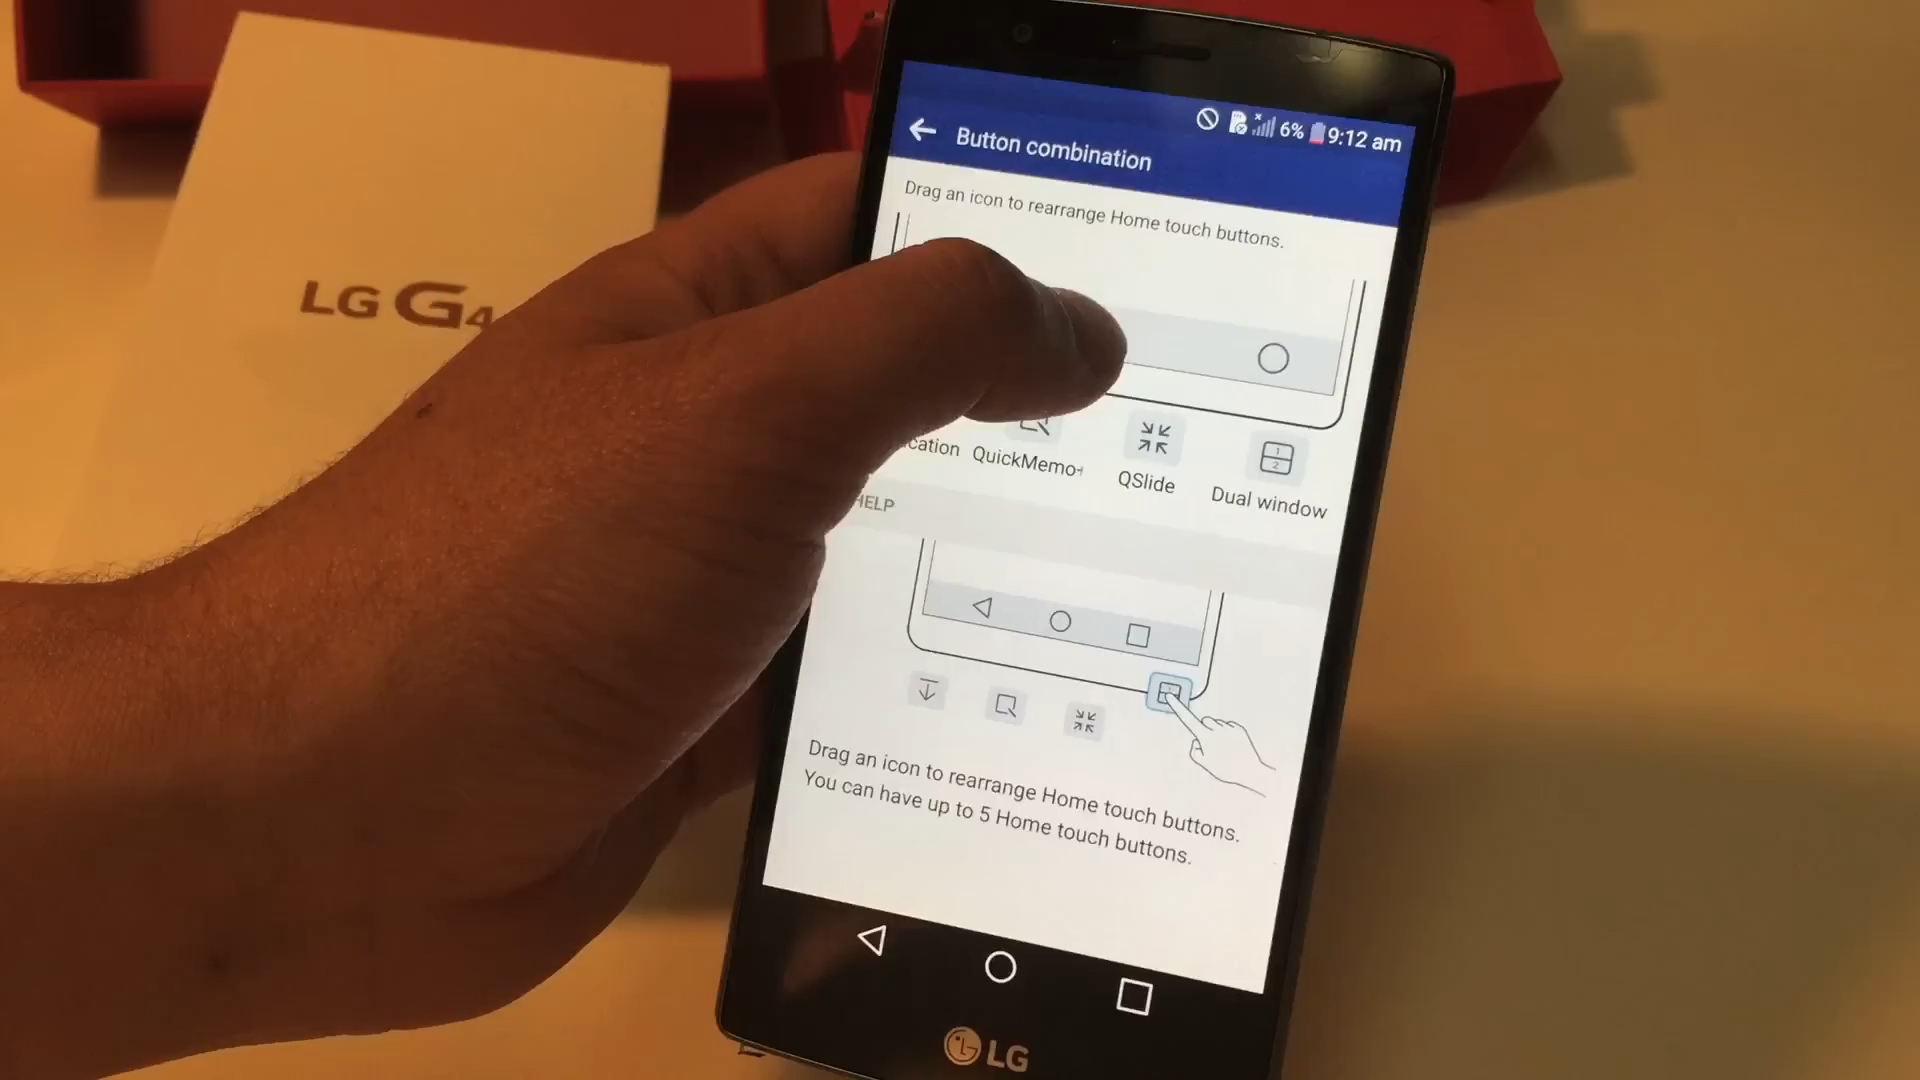 6% 9:12 am
Button combination
Drag an icon to rearrange Home touch buttons.
LG G4
cation QuickMemo+ QSlide Dual window
HELP
Drag an icon to rearrange Home touch buttons.
You can have up to 5 Home touch buttons.
LG